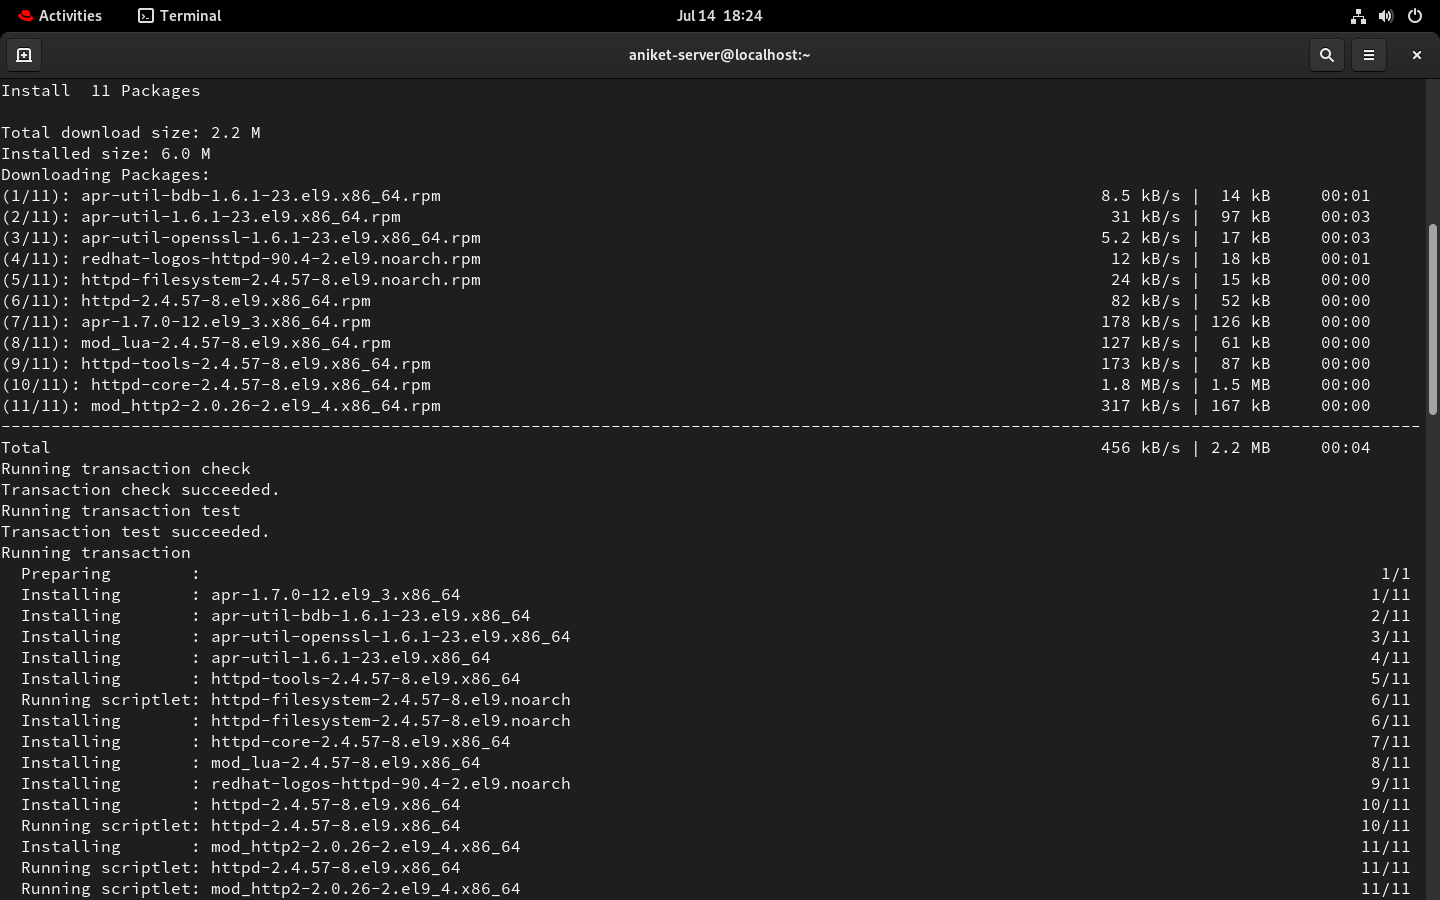 Activities Terminal Jul 14 18:24
aniket-server@localhost:~
Install  11 Packages
Total download size: 2.2 M
Installed size: 6.0 M
Downloading Packages:
(1/11): apr-util-bdb-1.6.1-23.el9.x86_64.rpm 8.5 kB/s |  14 kB     00:01
(2/11): apr-util-1.6.1-23.el9.x86_64.rpm 31 kB/s |  97 kB     00:03
(3/11): apr-util-openssl-1.6.1-23.el9.x86_64.rpm 5.2 kB/s |  17 kB     00:03
(4/11): redhat-logos-httpd-90.4-2.el9.noarch.rpm 12 kB/s |  18 kB     00:01
(5/11): httpd-filesystem-2.4.57-8.el9.noarch.rpm 24 kB/s |  15 kB     00:00
(6/11): httpd-2.4.57-8.el9.x86_64.rpm 82 kB/s |  52 kB     00:00
(7/11): apr-1.7.0-12.el9_3.x86_64.rpm 178 kB/s | 126 kB     00:00
(8/11): mod_lua-2.4.57-8.el9.x86_64.rpm 127 kB/s |  61 kB     00:00
(9/11): httpd-tools-2.4.57-8.el9.x86_64.rpm 173 kB/s |  87 kB     00:00
(10/11): httpd-core-2.4.57-8.el9.x86_64.rpm 1.8 MB/s | 1.5 MB     00:00
(11/11): mod_http2-2.0.26-2.el9_4.x86_64.rpm 317 kB/s | 167 kB     00:00
--------------------------------------------------------------------------------
Total 456 kB/s | 2.2 MB     00:04
Running transaction check
Transaction check succeeded.
Running transaction test
Transaction test succeeded.
Running transaction
  Preparing        : 1/1
  Installing       : apr-1.7.0-12.el9_3.x86_64 1/11
  Installing       : apr-util-bdb-1.6.1-23.el9.x86_64 2/11
  Installing       : apr-util-openssl-1.6.1-23.el9.x86_64 3/11
  Installing       : apr-util-1.6.1-23.el9.x86_64 4/11
  Installing       : httpd-tools-2.4.57-8.el9.x86_64 5/11
  Running scriptlet: httpd-filesystem-2.4.57-8.el9.noarch 6/11
  Installing       : httpd-filesystem-2.4.57-8.el9.noarch 6/11
  Installing       : httpd-core-2.4.57-8.el9.x86_64 7/11
  Installing       : mod_lua-2.4.57-8.el9.x86_64 8/11
  Installing       : redhat-logos-httpd-90.4-2.el9.noarch 9/11
  Installing       : httpd-2.4.57-8.el9.x86_64 10/11
  Running scriptlet: httpd-2.4.57-8.el9.x86_64 10/11
  Installing       : mod_http2-2.0.26-2.el9_4.x86_64 11/11
  Running scriptlet: httpd-2.4.57-8.el9.x86_64 11/11
  Running scriptlet: mod_http2-2.0.26-2.el9_4.x86_64 11/11